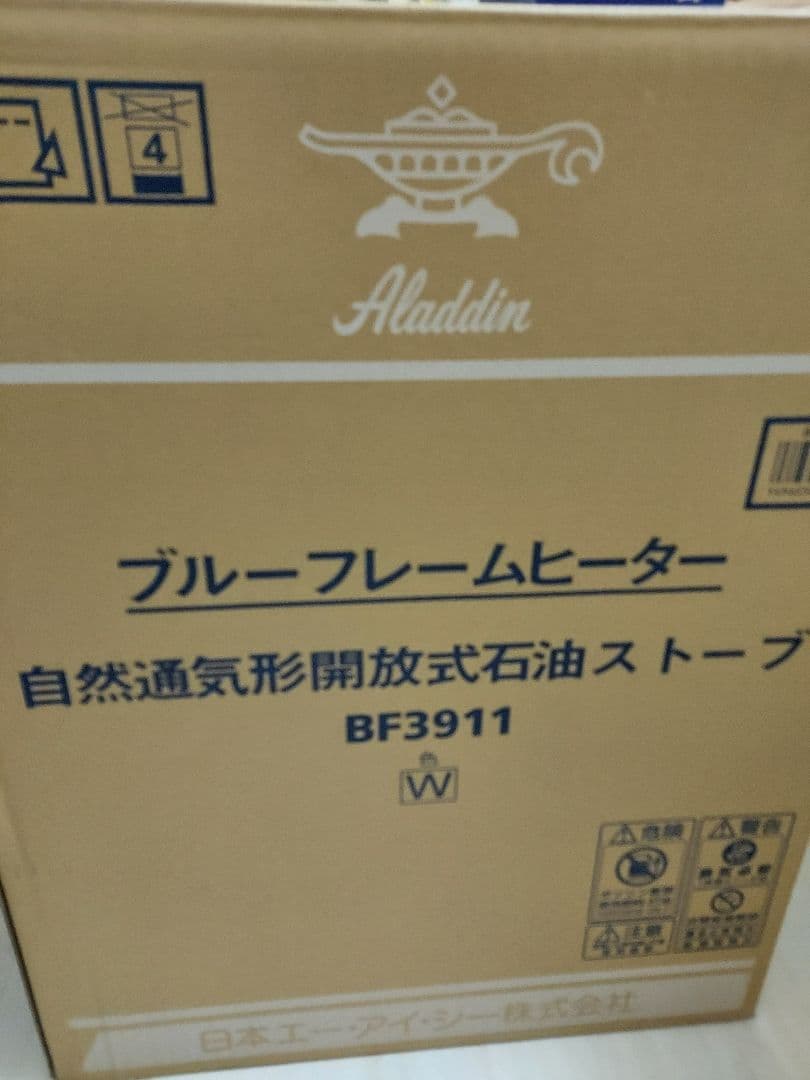 4
Aladdin
ブルーフレームヒーター
自然通気形開放式石油ストーブ
BF3911
色
W
危険
警告
注意
日本エー・アイ・シー株式会社